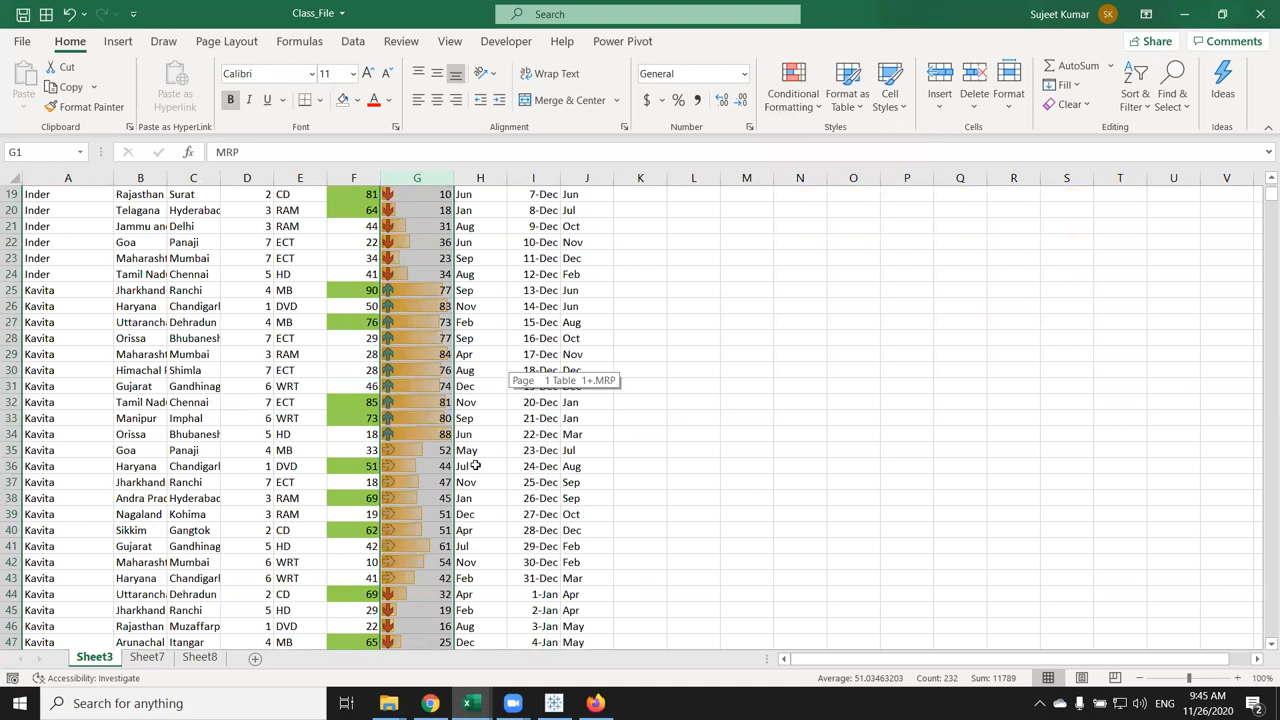 Class_File
Search
Sujeet Kumar
SK
File Home Insert Draw Page Layout Formulas Data Review View Developer Help Power Pivot
Share Comments
Paste
Cut
Copy
Format Painter
Paste as Hyperlink
Calibri 11
B I U
Wrap Text
Merge & Center
General
$ % ,
Conditional Formatting
Format as Table
Cell Styles
Insert Delete Format
AutoSum
Fill
Clear
Sort & Filter
Find & Select
Ideas
Clipboard Paste as HyperLink Font Alignment Number Styles Cells Editing Ideas
G1 fx MRP
A B C D E F G H I J K L M N O P Q R S T U V
19 Inder Rajasthan Surat 2 CD 81 10 Jun 7-Dec Jun
20 Inder Telagana Hyderabad 3 RAM 64 18 Jan 8-Dec Jul
21 Inder Jammu and Delhi 3 RAM 44 31 Aug 9-Dec Oct
22 Inder Goa Panaji 7 ECT 22 36 Jun 10-Dec Nov
23 Inder Maharasht Mumbai 7 ECT 34 23 Sep 11-Dec Dec
24 Inder Tamil Nad Chennai 5 HD 41 34 Aug 12-Dec Feb
25 Kavita Jharkhand Ranchi 4 MB 90 77 Sep 13-Dec Jun
26 Kavita Haryana Chandigarl 1 DVD 50 83 Nov 14-Dec Jun
27 Kavita Uttaranch Dehradun 4 MB 76 73 Feb 15-Dec Aug
28 Kavita Orissa Bhubanes 7 ECT 29 77 Sep 16-Dec Oct
29 Kavita Maharasht Mumbai 3 RAM 28 84 Apr 17-Dec Nov
30 Kavita Himachal P Shimla 7 ECT 28 76 Aug 18-Dec Dec
31 Kavita Gujarat Gandhinag 6 WRT 46 74 Dec
Page 1 Table 1+.MRP
32 Kavita Tamil Nad Chennai 7 ECT 85 81 Nov 20-Dec Jan
33 Kavita Manipur Imphal 6 WRT 73 80 Sep 21-Dec Jan
34 Kavita Orissa Bhubanes 5 HD 18 88 Jun 22-Dec Mar
35 Kavita Goa Panaji 4 MB 33 52 May 23-Dec Jul
36 Kavita Haryana Chandigarl 1 DVD 51 44 Jul 24-Dec Aug
37 Kavita Jharkhand Ranchi 7 ECT 18 47 Nov 25-Dec Sep
38 Kavita Andra Prac Hyderabad 3 RAM 69 45 Jan 26-Dec Sep
39 Kavita Nagaland Kohima 3 RAM 19 51 Dec 27-Dec Oct
40 Kavita Sikkim Gangtok 2 CD 62 51 Apr 28-Dec Dec
41 Kavita Gujarat Gandhinag 5 HD 42 61 Jul 29-Dec Feb
42 Kavita Maharasht Mumbai 6 WRT 10 54 Nov 30-Dec Feb
43 Kavita Haryana Chandigarl 6 WRT 41 42 Feb 31-Dec Mar
44 Kavita Uttaranc Dehradun 2 CD 69 32 Apr 1-Jan Apr
45 Kavita Jharkhand Ranchi 5 HD 29 19 Feb 2-Jan Apr
46 Kavita Rajasthan Muzaffarp 1 DVD 22 16 Aug 3-Jan May
47 Kavita Arunachal Itangar 4 MB 65 25 Dec 4-Jan May
Sheet3 Sheet7 Sheet8
Accessibility: Investigate
Average: 51.03463203 Count: 232 Sum: 11789
100%
Type here to search
9:45 AM
11/26/2020
2